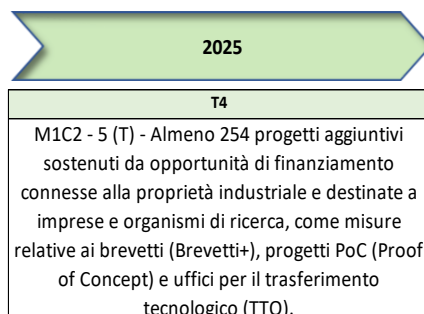 2025
T4
M1C2 - 5 (T) - Almeno 254 progetti aggiuntivi
sostenuti da opportunità di finanziamento
connesse alla proprietà industriale e destinate a
imprese e organismi di ricerca, come misure
relative ai brevetti (Brevetti+), progetti PoC (Proof
of Concept) e uffici per il trasferimento
tecnologico (TTO).